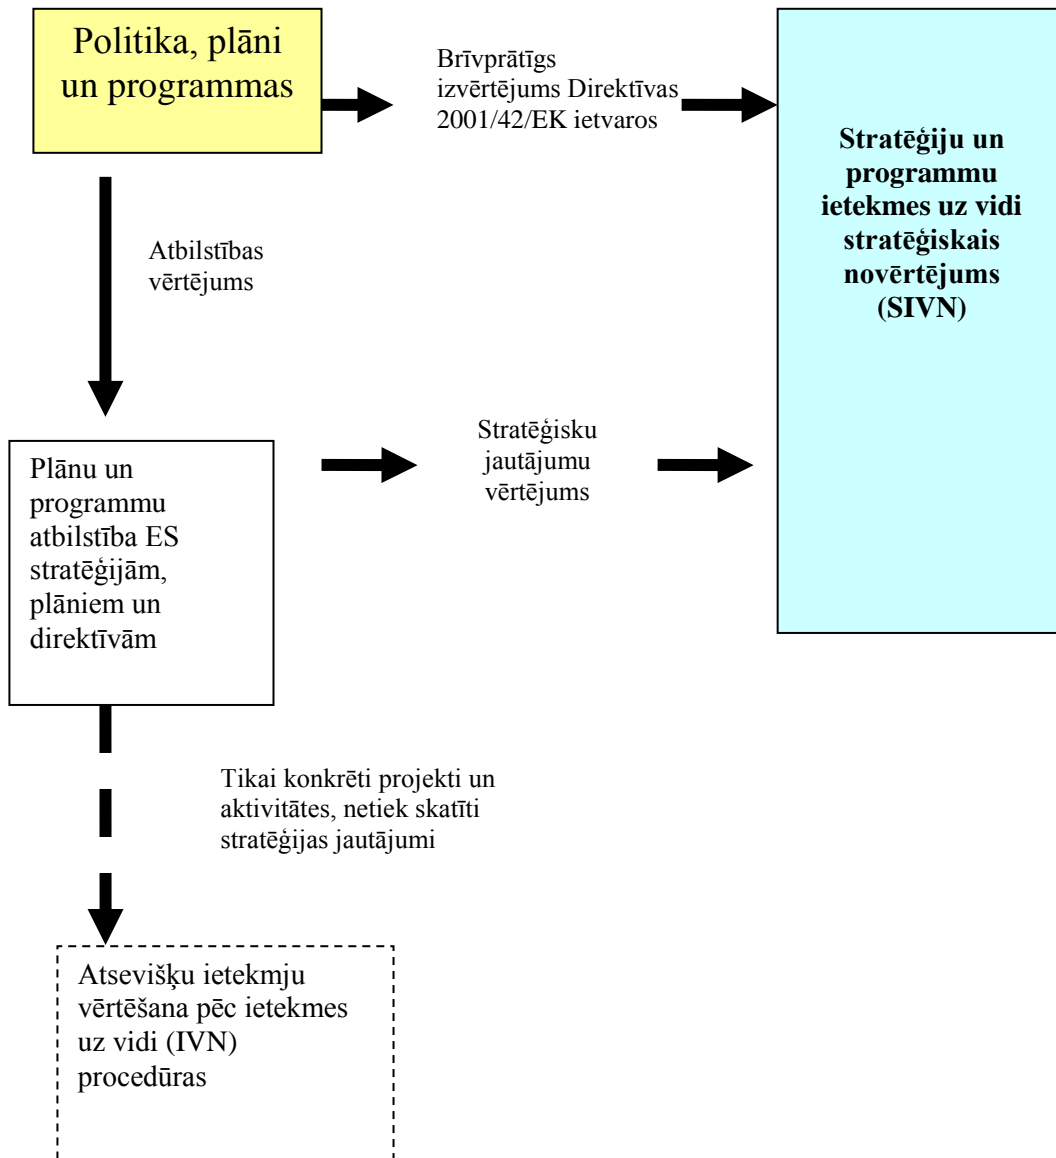 Politika, plāni
un programmas
Brīvprātīgs
izvērtējums Direktīvas
2001/42/EK ietvaros
Stratēģiju un
programmu
ietekmes uz vidi
stratēģiskais
novērtējums
(SIVN)
Atbilstības
vērtējums
Plānu un
programmu
atbilstība ES
stratēģijām,
plāniem un
direktīvām
Stratēģisku
jautājumu
vērtējums
Tikai konkrēti projekti un
aktivitātes, netiek skatīti
stratēģijas jautājumi
Atsevišķu ietekmju
vērtēšana pēc ietekmes
uz vidi (IVN)
procedūras